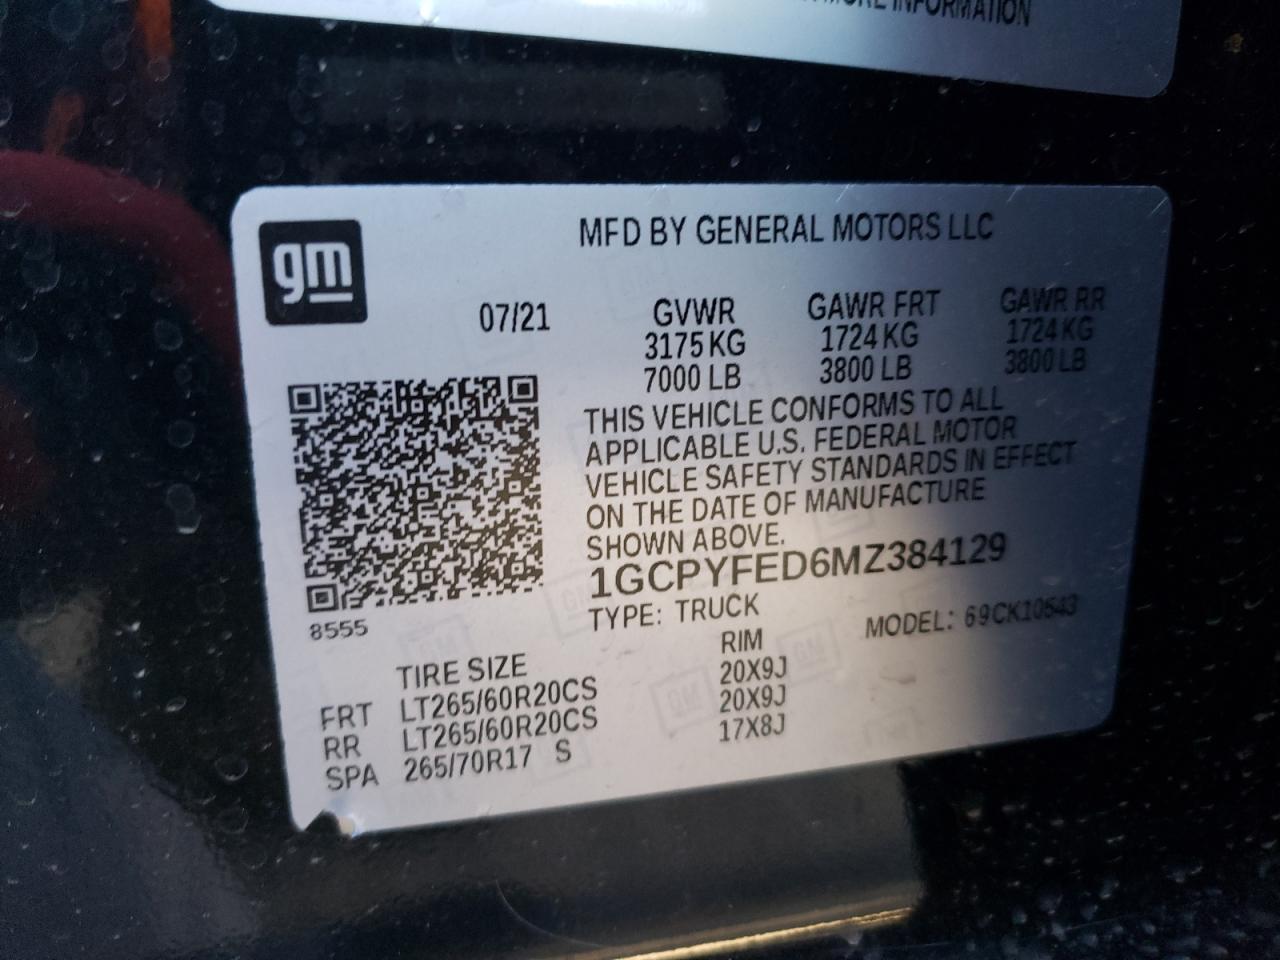 MORE INFORMATION
gm
MFD BY GENERAL MOTORS LLC
07/21 GVWR GAWR FRT GAWR RR
3175 KG 1724 KG 1724 KG
7000 LB 3800 LB 3800 LB
THIS VEHICLE CONFORMS TO ALL
APPLICABLE U.S. FEDERAL MOTOR
VEHICLE SAFETY STANDARDS IN EFFECT
ON THE DATE OF MANUFACTURE
SHOWN ABOVE.
1GCPYFED6MZ384129
8555
TYPE: TRUCK MODEL: 69CK10543
TIRE SIZE RIM
FRT LT265/60R20CS 20X9J
RR LT265/60R20CS 20X9J
SPA 265/70R17 S 17X8J